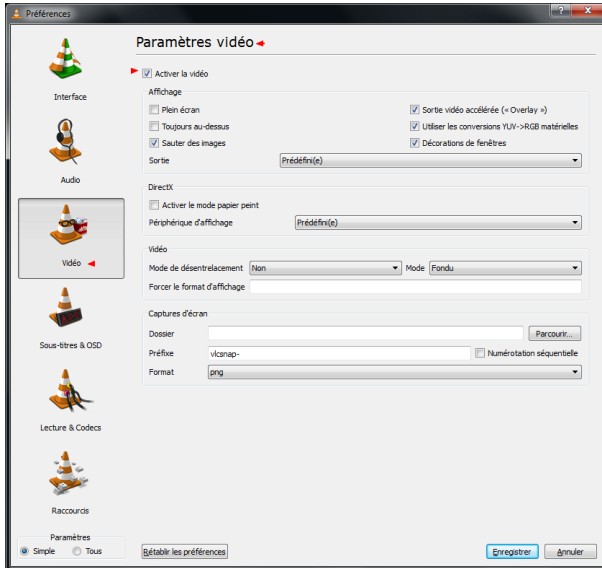 Préférences
Paramètres vidéo
Activer la vidéo
Interface
Affichage
Plein écran
Sortie vidéo accélérée (« Overlay »)
Toujours au-dessus
Utiliser les conversions YUV->RGB matérielles
Sauter des images
Décorations de fenêtres
Sortie Prédéfini(e)
Audio
DirectX
Activer le mode papier peint
Périphérique d'affichage Prédéfini(e)
Vidéo
Vidéo
Mode de désentrelacement Non Mode Fondu
Forcer le format d'affichage
Captures d'écran
Dossier Parcourir...
Sous-titres & OSD
Préfixe vlcsnap- Numérotation séquentielle
Format png
Lecture & Codecs
Raccourcis
Paramètres
Simple Tous
Rétablir les préférences Enregistrer Annuler